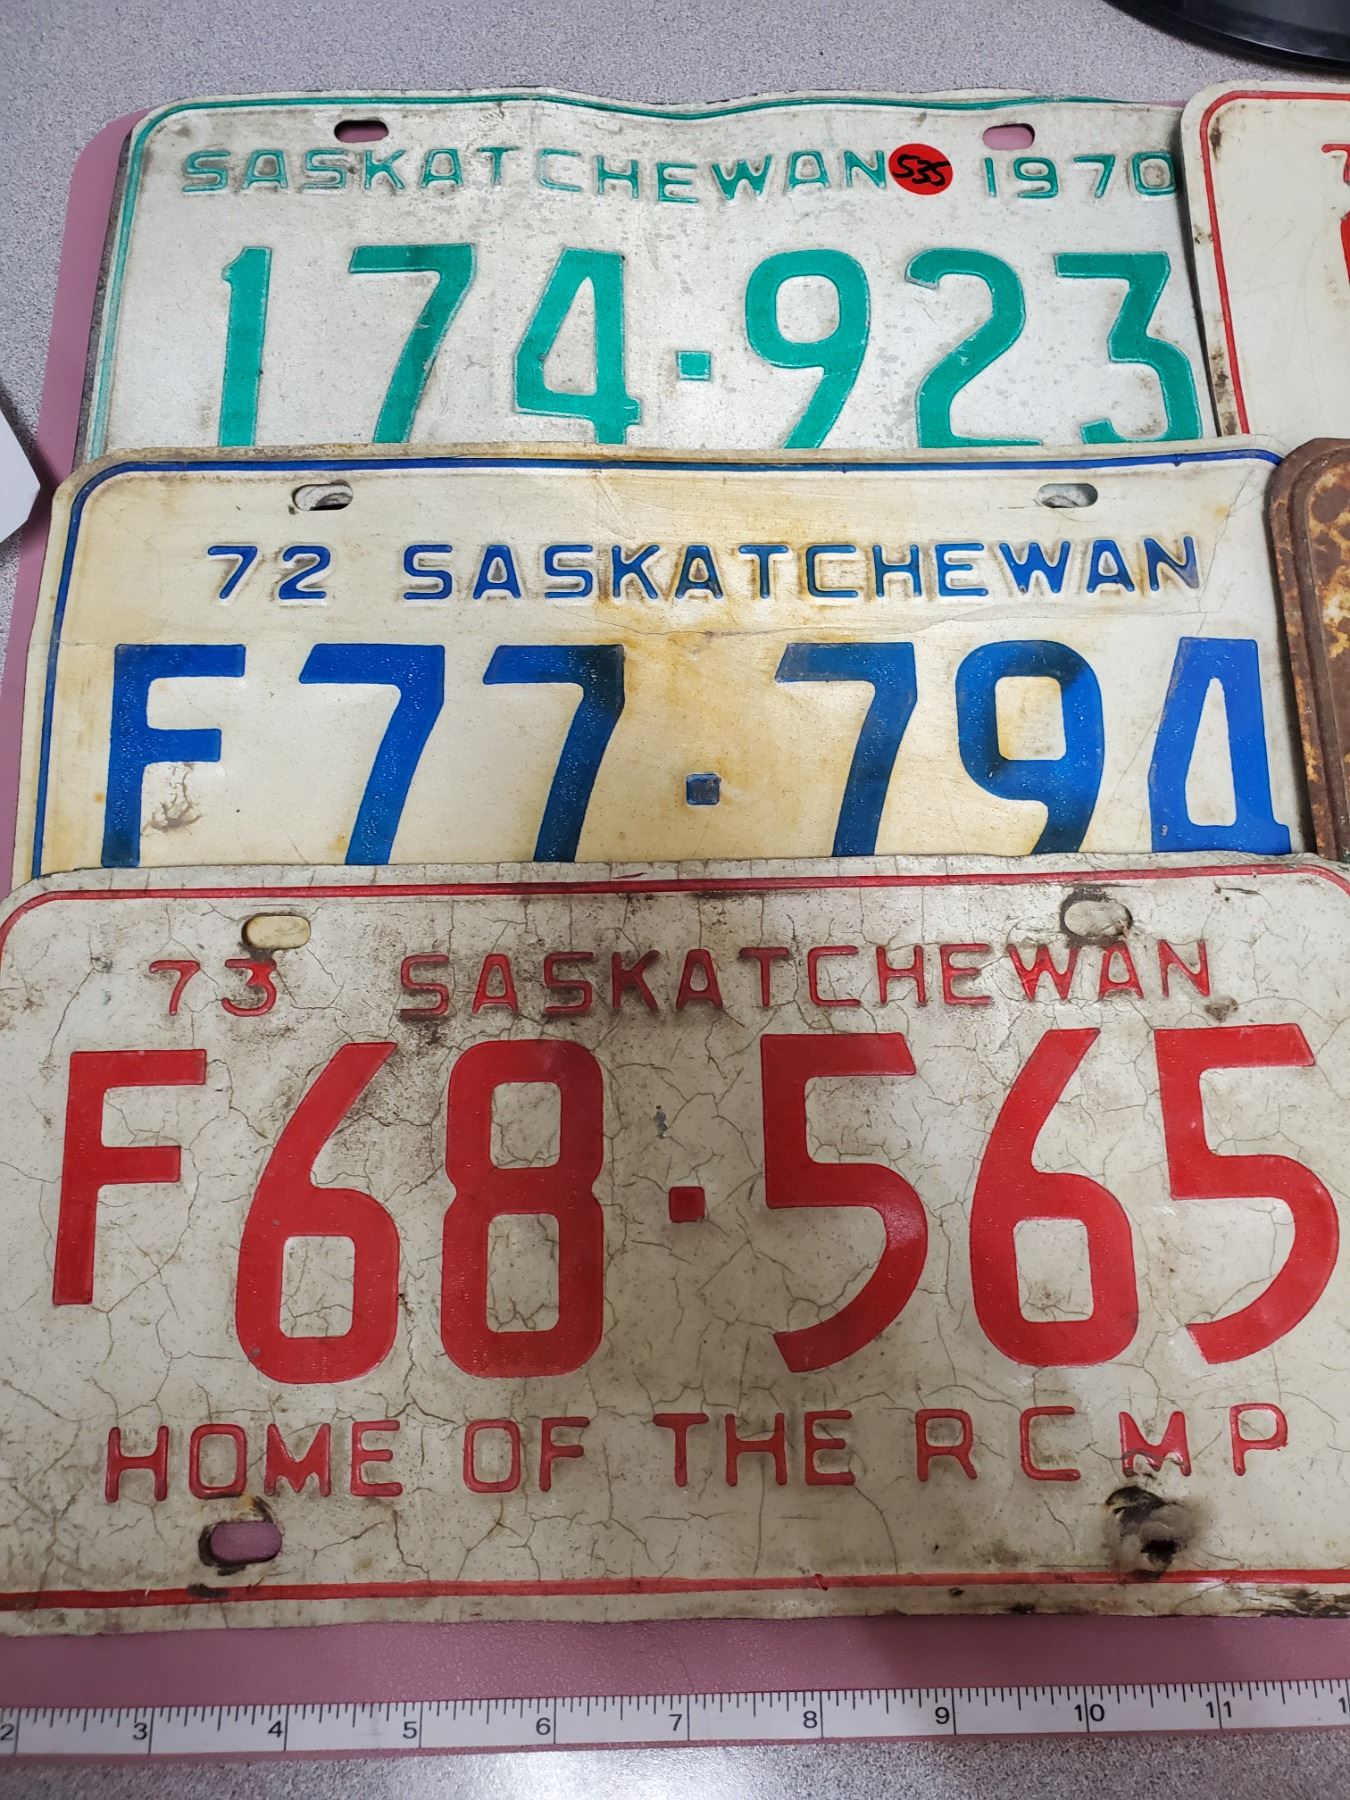 SASKATCHEWAN 535 1970
174·923
72 SASKATCHEWAN
F77·794
73 SASKATCHEWAN
F68·565
HOME OF THE RCMP
2 3 4 5 6 7 8 9 10 11